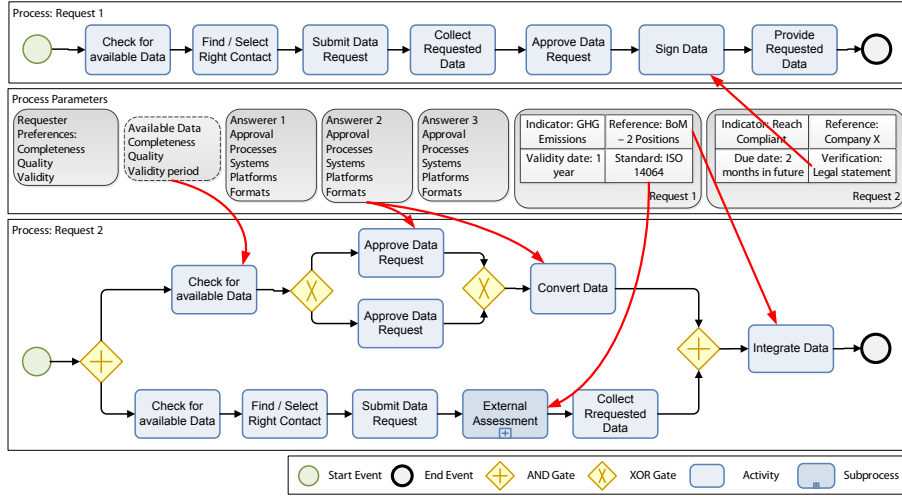 Process: Request 1
Check for
available Data
Find / Select
Right Contact
Submit Data
Request
Collect
Requested
Data
Approve Data
Request
Sign Data
Provide
Requested
Data
Process Parameters
Requester
Preferences:
Completeness
Quality
Validity
Available Data
Completeness
Quality
Validity period
Answerer 1
Approval
Processes
Systems
Platforms
Formats
Answerer 2
Approval
Processes
Systems
Platforms
Formats
Answerer 3
Approval
Processes
Systems
Platforms
Formats
Indicator: GHG
Emissions
Reference: BoM
– 2 Positions
Validity date: 1
year
Standard: ISO
14064
Request 1
Indicator: Reach
Compliant
Reference:
Company X
Due date: 2
months in future
Verification:
Legal statement
Request 2
Process: Request 2
Check for
available Data
Approve Data
Request
Approve Data
Request
Convert Data
Integrate Data
Check for
available Data
Find / Select
Right Contact
Submit Data
Request
External
Assessment
Collect
Rrequested
Data
Start Event
End Event
AND Gate
XOR Gate
Activity
Subprocess